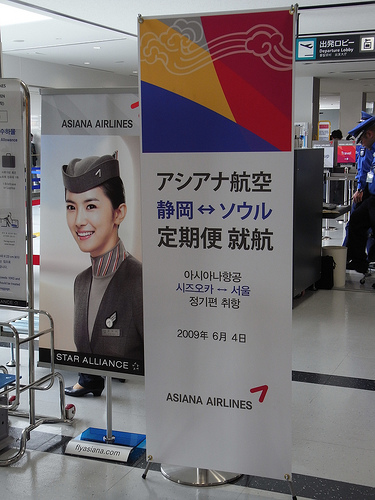 出発ロビー
Departure Lobby
ASIANA AIRLINES
STAR ALLIANCE
flyasiana.com
アシアナ航空
静岡 ↔ ソウル
定期便 就航
아시아나항공
시즈오카 ↔ 서울
정기편 취항
2009年 6月 4日
ASIANA AIRLINES